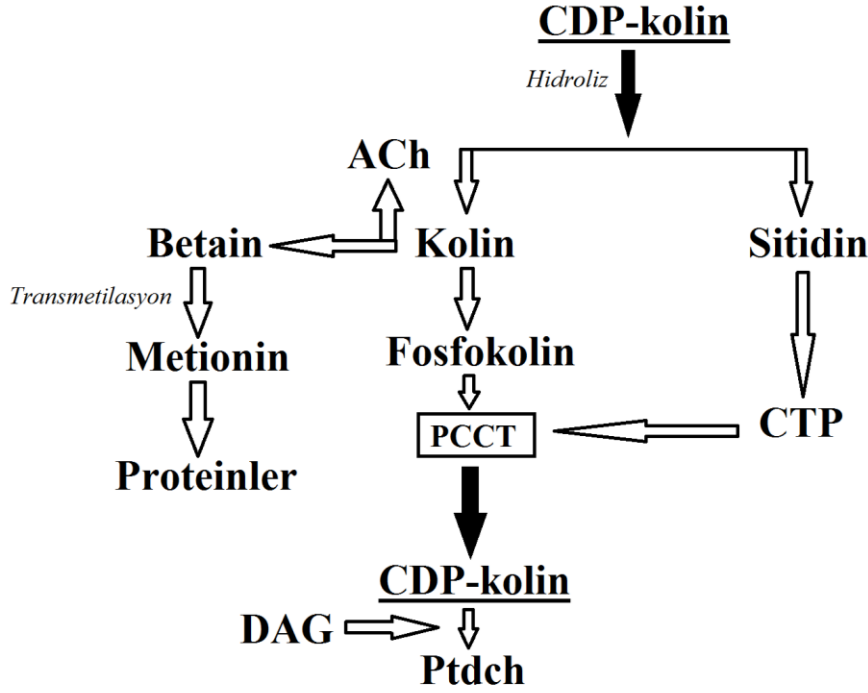 CDP-kolin
Hidroliz
ACh
Betain
Kolin
Sitidin
Transmetilasyon
Metionin
Fosfokolin
CTP
PCCT
Proteinler
CDP-kolin
DAG
Ptdch